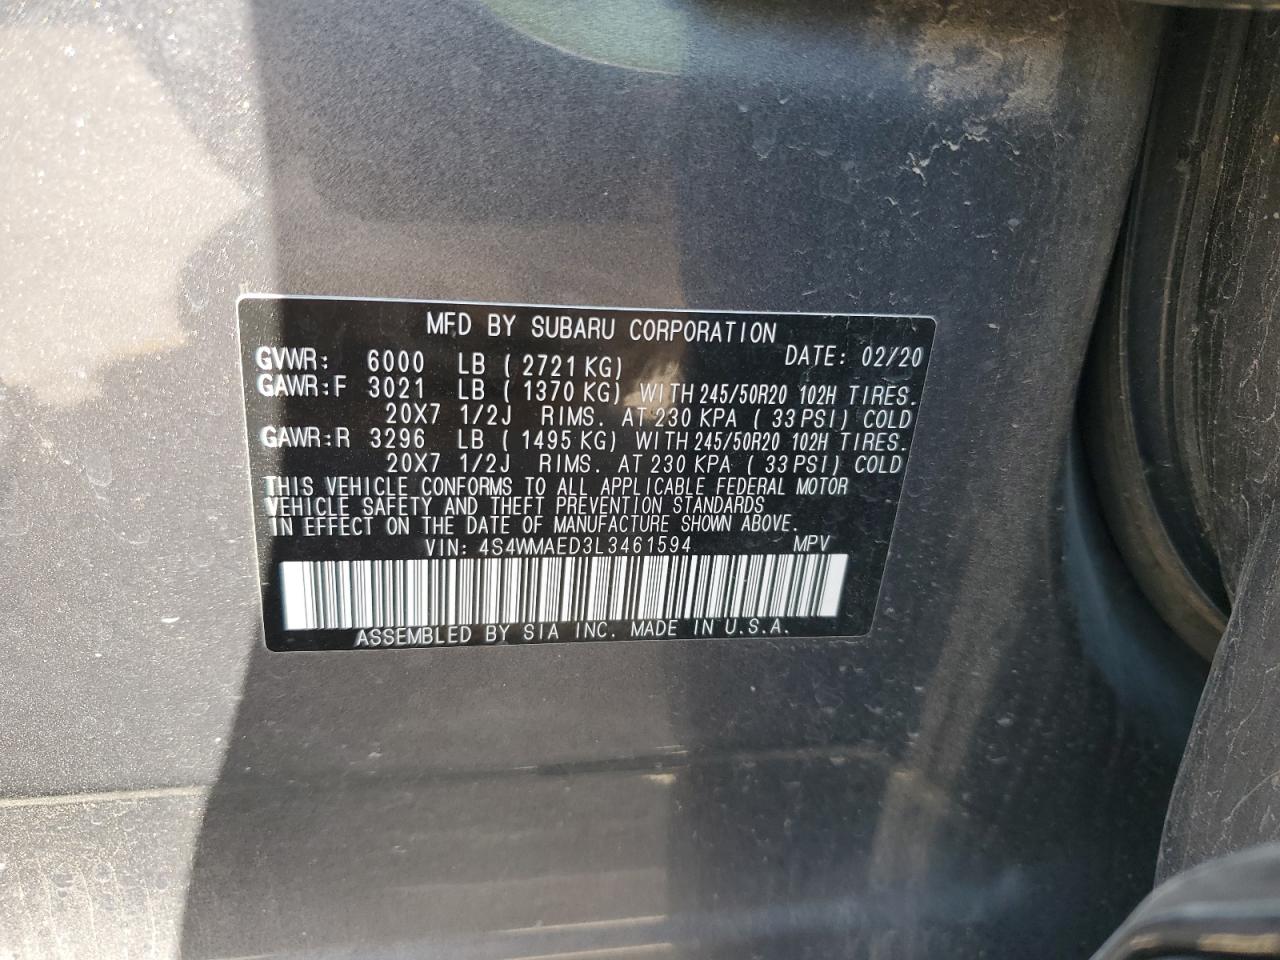 MFD BY SUBARU CORPORATION
GVWR: 6000 LB ( 2721 KG) DATE: 02/20
GAWR:F 3021 LB ( 1370 KG) WITH 245/50R20 102H TIRES.
20X7 1/2J RIMS. AT 230 KPA ( 33 PSI) COLD
GAWR:R 3296 LB ( 1495 KG) WITH 245/50R20 102H TIRES.
20X7 1/2J RIMS. AT 230 KPA ( 33 PSI) COLD
THIS VEHICLE CONFORMS TO ALL APPLICABLE FEDERAL MOTOR
VEHICLE SAFETY AND THEFT PREVENTION STANDARDS
IN EFFECT ON THE DATE OF MANUFACTURE SHOWN ABOVE.
VIN: 4S4WMAED3L3461594 MPV
ASSEMBLED BY SIA INC. MADE IN U.S.A.